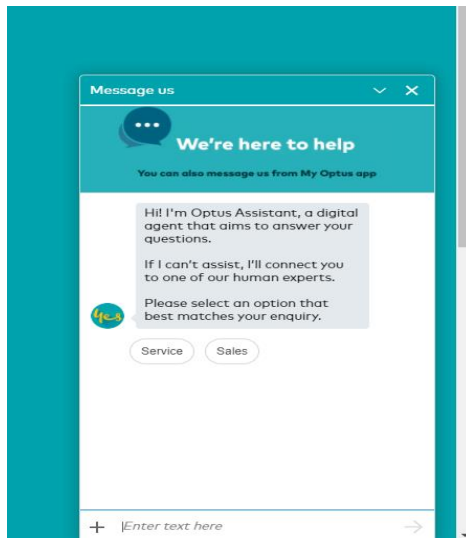 Message us
We're here to help
You can also message us from My Optus app
Hi! I'm Optus Assistant, a digital
agent that aims to answer your
questions.
If I can't assist, I'll connect you
to one of our human experts.
Please select an option that
best matches your enquiry.
yes
Service Sales
Enter text here